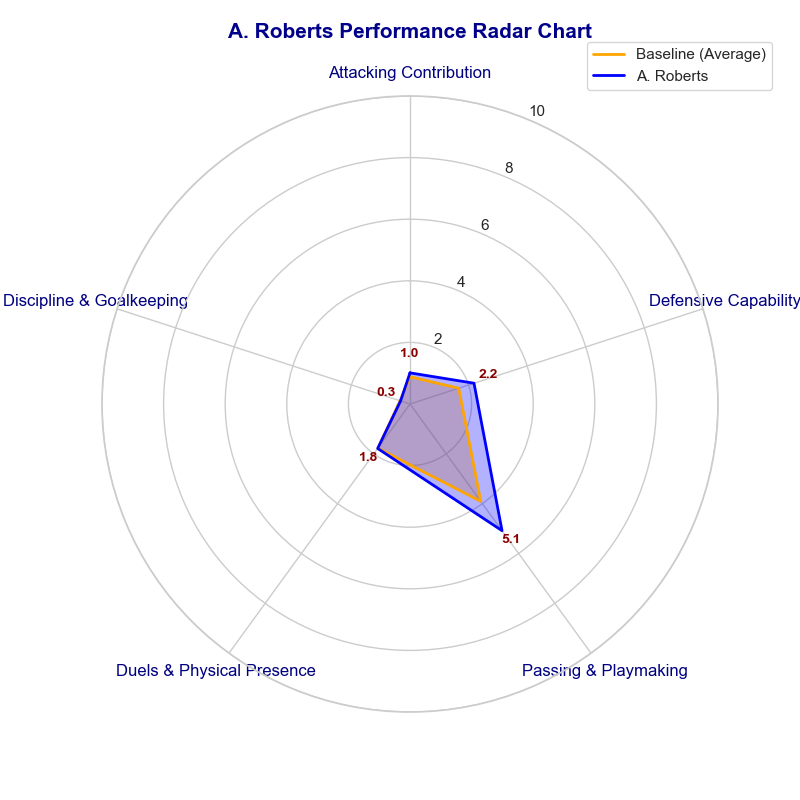 A. Roberts Performance Radar Chart
Baseline (Average)
A. Roberts
Attacking Contribution
10
8
6
4
2
Discipline & Goalkeeping
Defensive Capability
1.0
2.2
0.3
1.8
5.1
Duels & Physical Presence
Passing & Playmaking